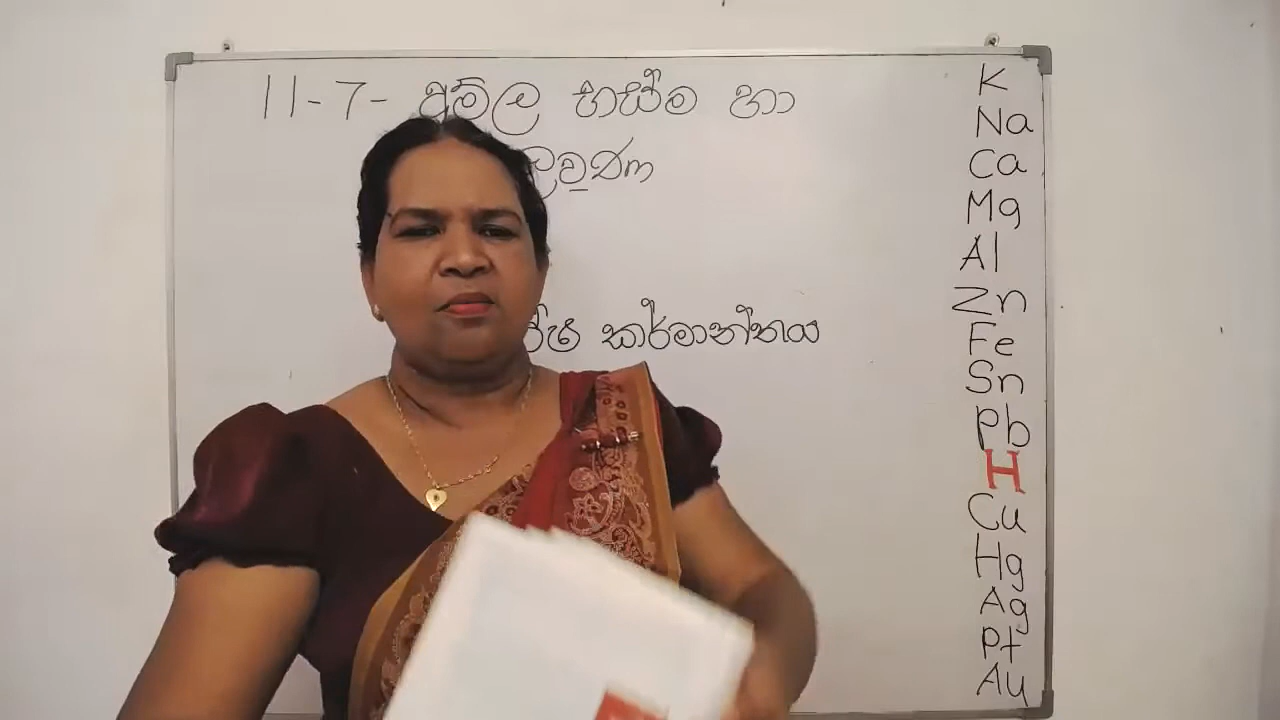 11-7- අම්ල භස්ම හා
ලවණ
කර්මාන්තය
K
Na
Ca
Mg
Al
Zn
Fe
Sn
Pb
H
Cu
Hg
Ag
Pt
Au